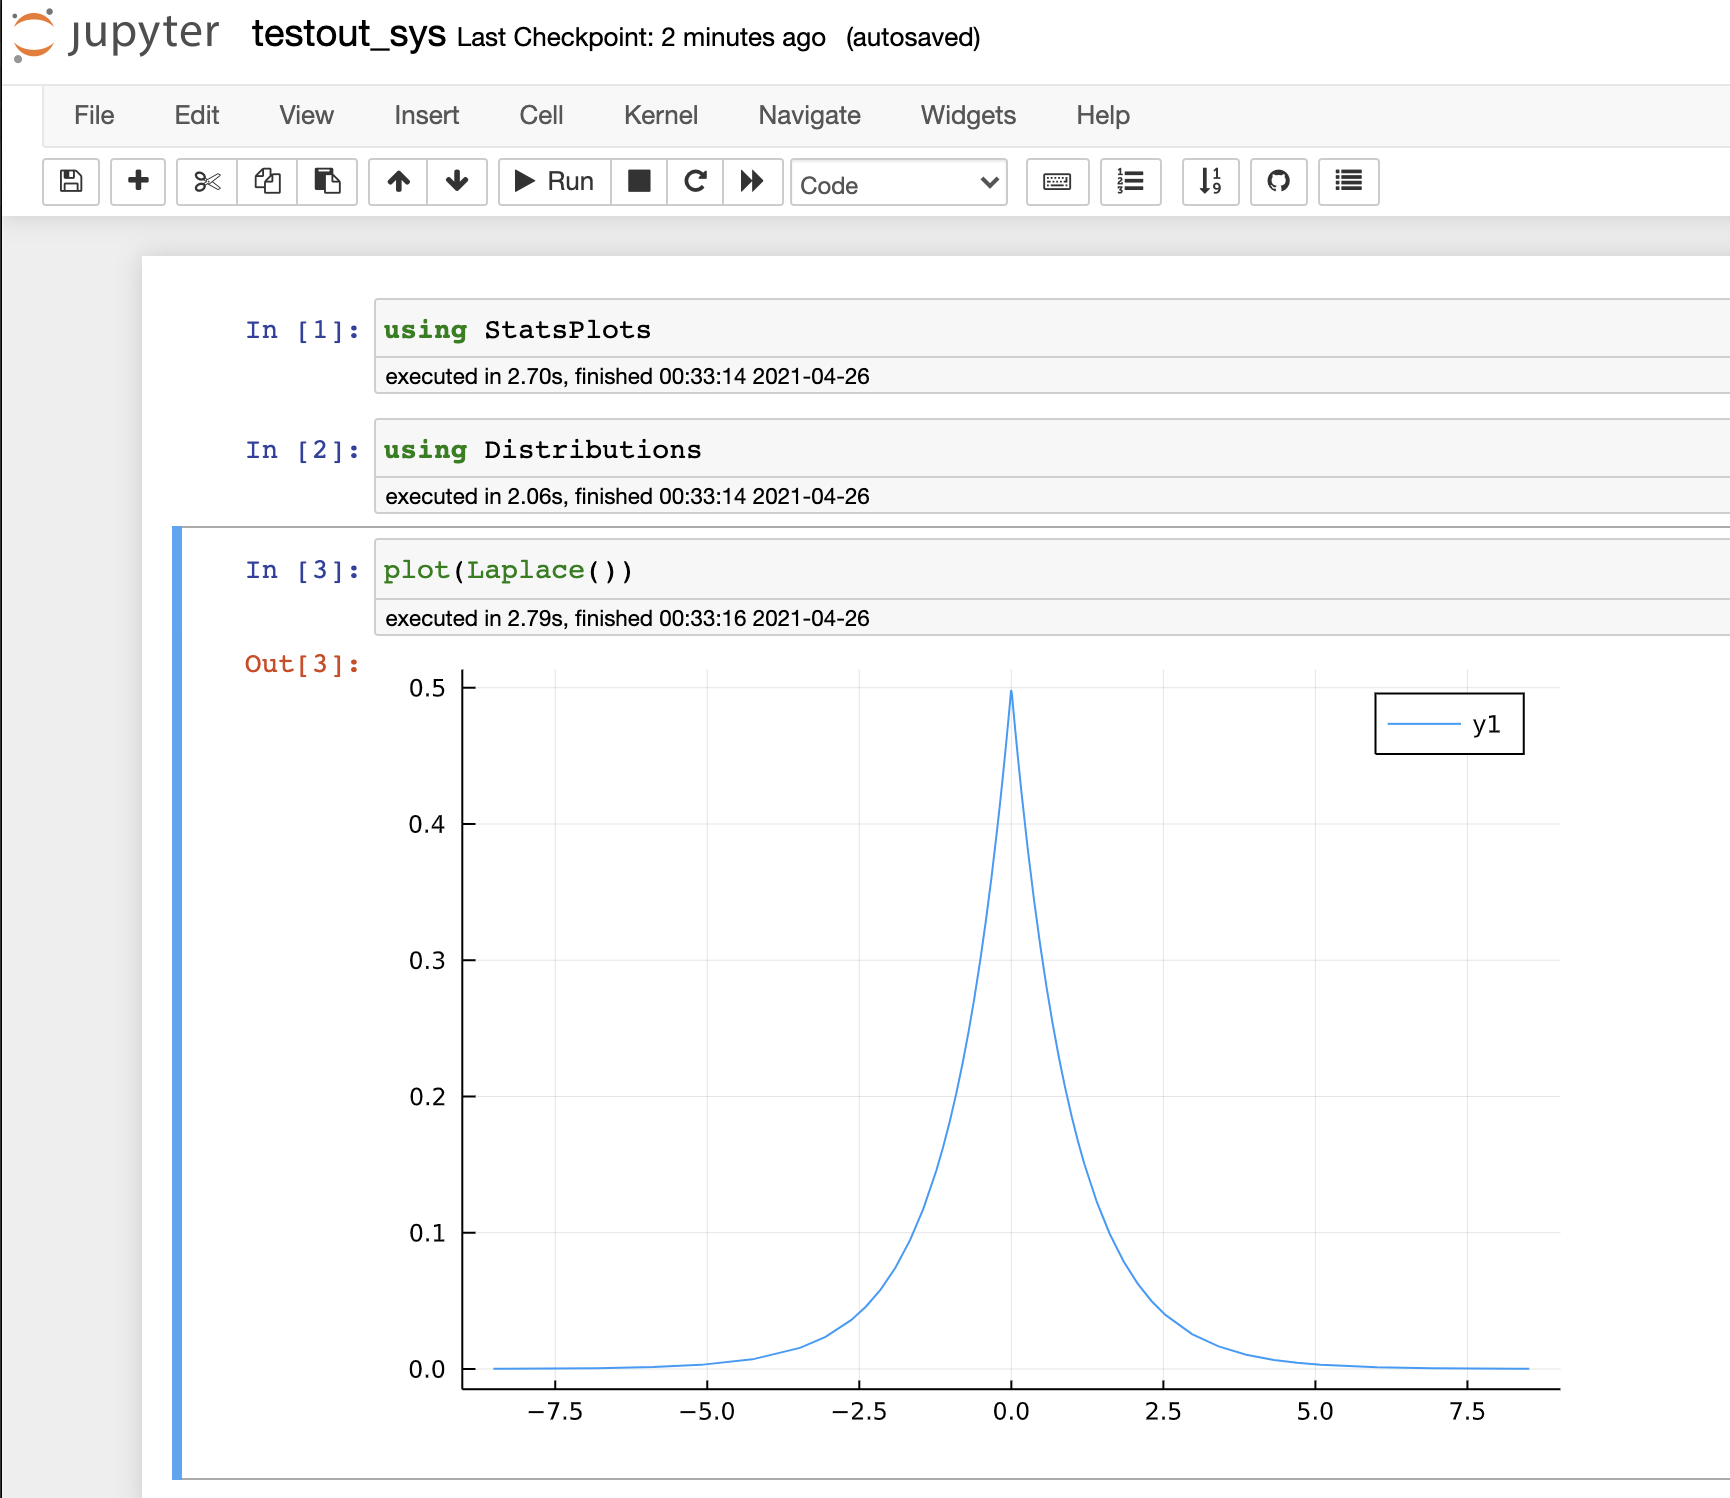 jupyter testout_sys Last Checkpoint: 2 minutes ago (autosaved)
File Edit View Insert Cell Kernel Navigate Widgets Help
Run Code
In [1]: using StatsPlots
executed in 2.70s, finished 00:33:14 2021-04-26
In [2]: using Distributions
executed in 2.06s, finished 00:33:14 2021-04-26
In [3]: plot(Laplace())
executed in 2.79s, finished 00:33:16 2021-04-26
Out[3]:
0.5
y1
0.4
0.3
0.2
0.1
0.0
−7.5 −5.0 −2.5 0.0 2.5 5.0 7.5